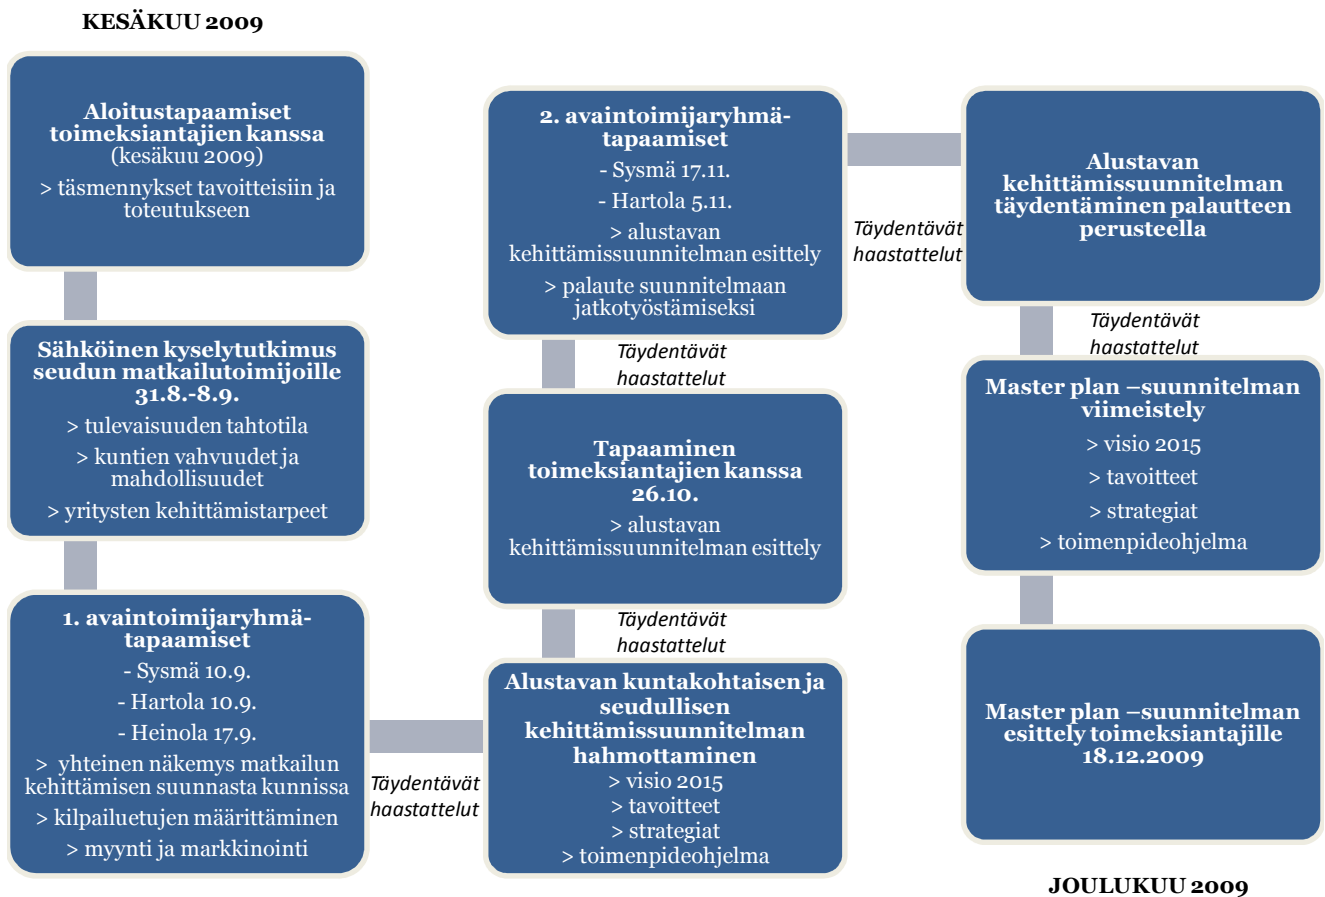 KESÄKUU 2009
Aloitustapaamiset
toimeksiantajien kanssa
(kesäkuu 2009)
> täsmennykset tavoitteisiin ja
toteutukseen
Sähköinen kyselytutkimus
seudun matkailutoimijoille
31.8.-8.9.
> tulevaisuuden tahtotila
> kuntien vahvuudet ja
mahdollisuudet
> yritysten kehittämistarpeet
1. avaintoimijaryhmä-
tapaamiset
- Sysmä 10.9.
- Hartola 10.9.
- Heinola 17.9.
> yhteinen näkemys matkailun
kehittämisen suunnasta kunnissa
> kilpailuetujen määrittäminen
> myynti ja markkinointi
Täydentävät
haastattelut
Alustavan kuntakohtaisen ja
seudullisen
kehittämissuunnitelman
hahmottaminen
> visio 2015
> tavoitteet
> strategiat
> toimenpideohjelma
Täydentävät
haastattelut
Tapaaminen
toimeksiantajien kanssa
26.10.
> alustavan
kehittämissuunnitelman esittely
Täydentävät
haastattelut
2. avaintoimijaryhmä-
tapaamiset
- Sysmä 17.11.
- Hartola 5.11.
> alustavan
kehittämissuunnitelman esittely
> palaute suunnitelmaan
jatkotyöstämiseksi
Täydentävät
haastattelut
Alustavan
kehittämissuunnitelman
täydentäminen palautteen
perusteella
Täydentävät
haastattelut
Master plan –suunnitelman
viimeistely
> visio 2015
> tavoitteet
> strategiat
> toimenpideohjelma
Master plan –suunnitelman
esittely toimeksiantajille
18.12.2009
JOULUKUU 2009